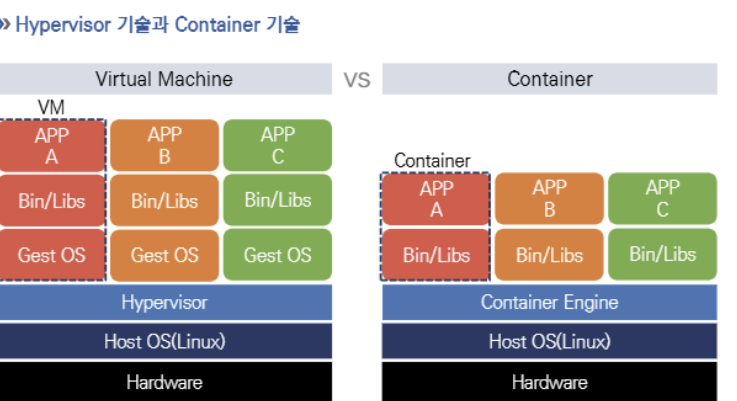 » Hypervisor 기술과 Container 기술
Virtual Machine VS Container
VM
APP A
APP B
APP C
Bin/Libs Bin/Libs Bin/Libs
Gest OS Gest OS Gest OS
Hypervisor
Host OS(Linux)
Hardware
Container
APP A
APP B
APP C
Bin/Libs Bin/Libs Bin/Libs
Container Engine
Host OS(Linux)
Hardware